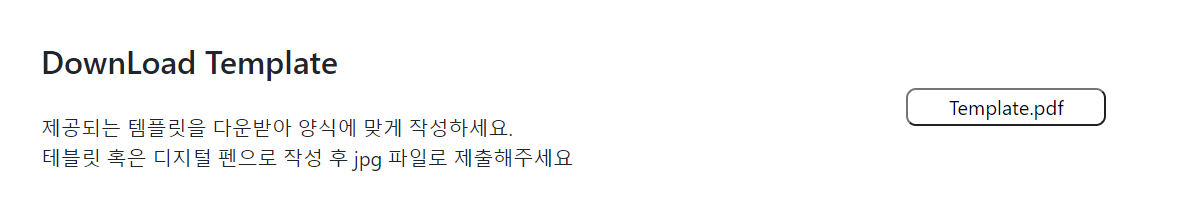 DownLoad Template
제공되는 템플릿을 다운받아 양식에 맞게 작성하세요.
테블릿 혹은 디지털 펜으로 작성 후 jpg 파일로 제출해주세요
Template.pdf